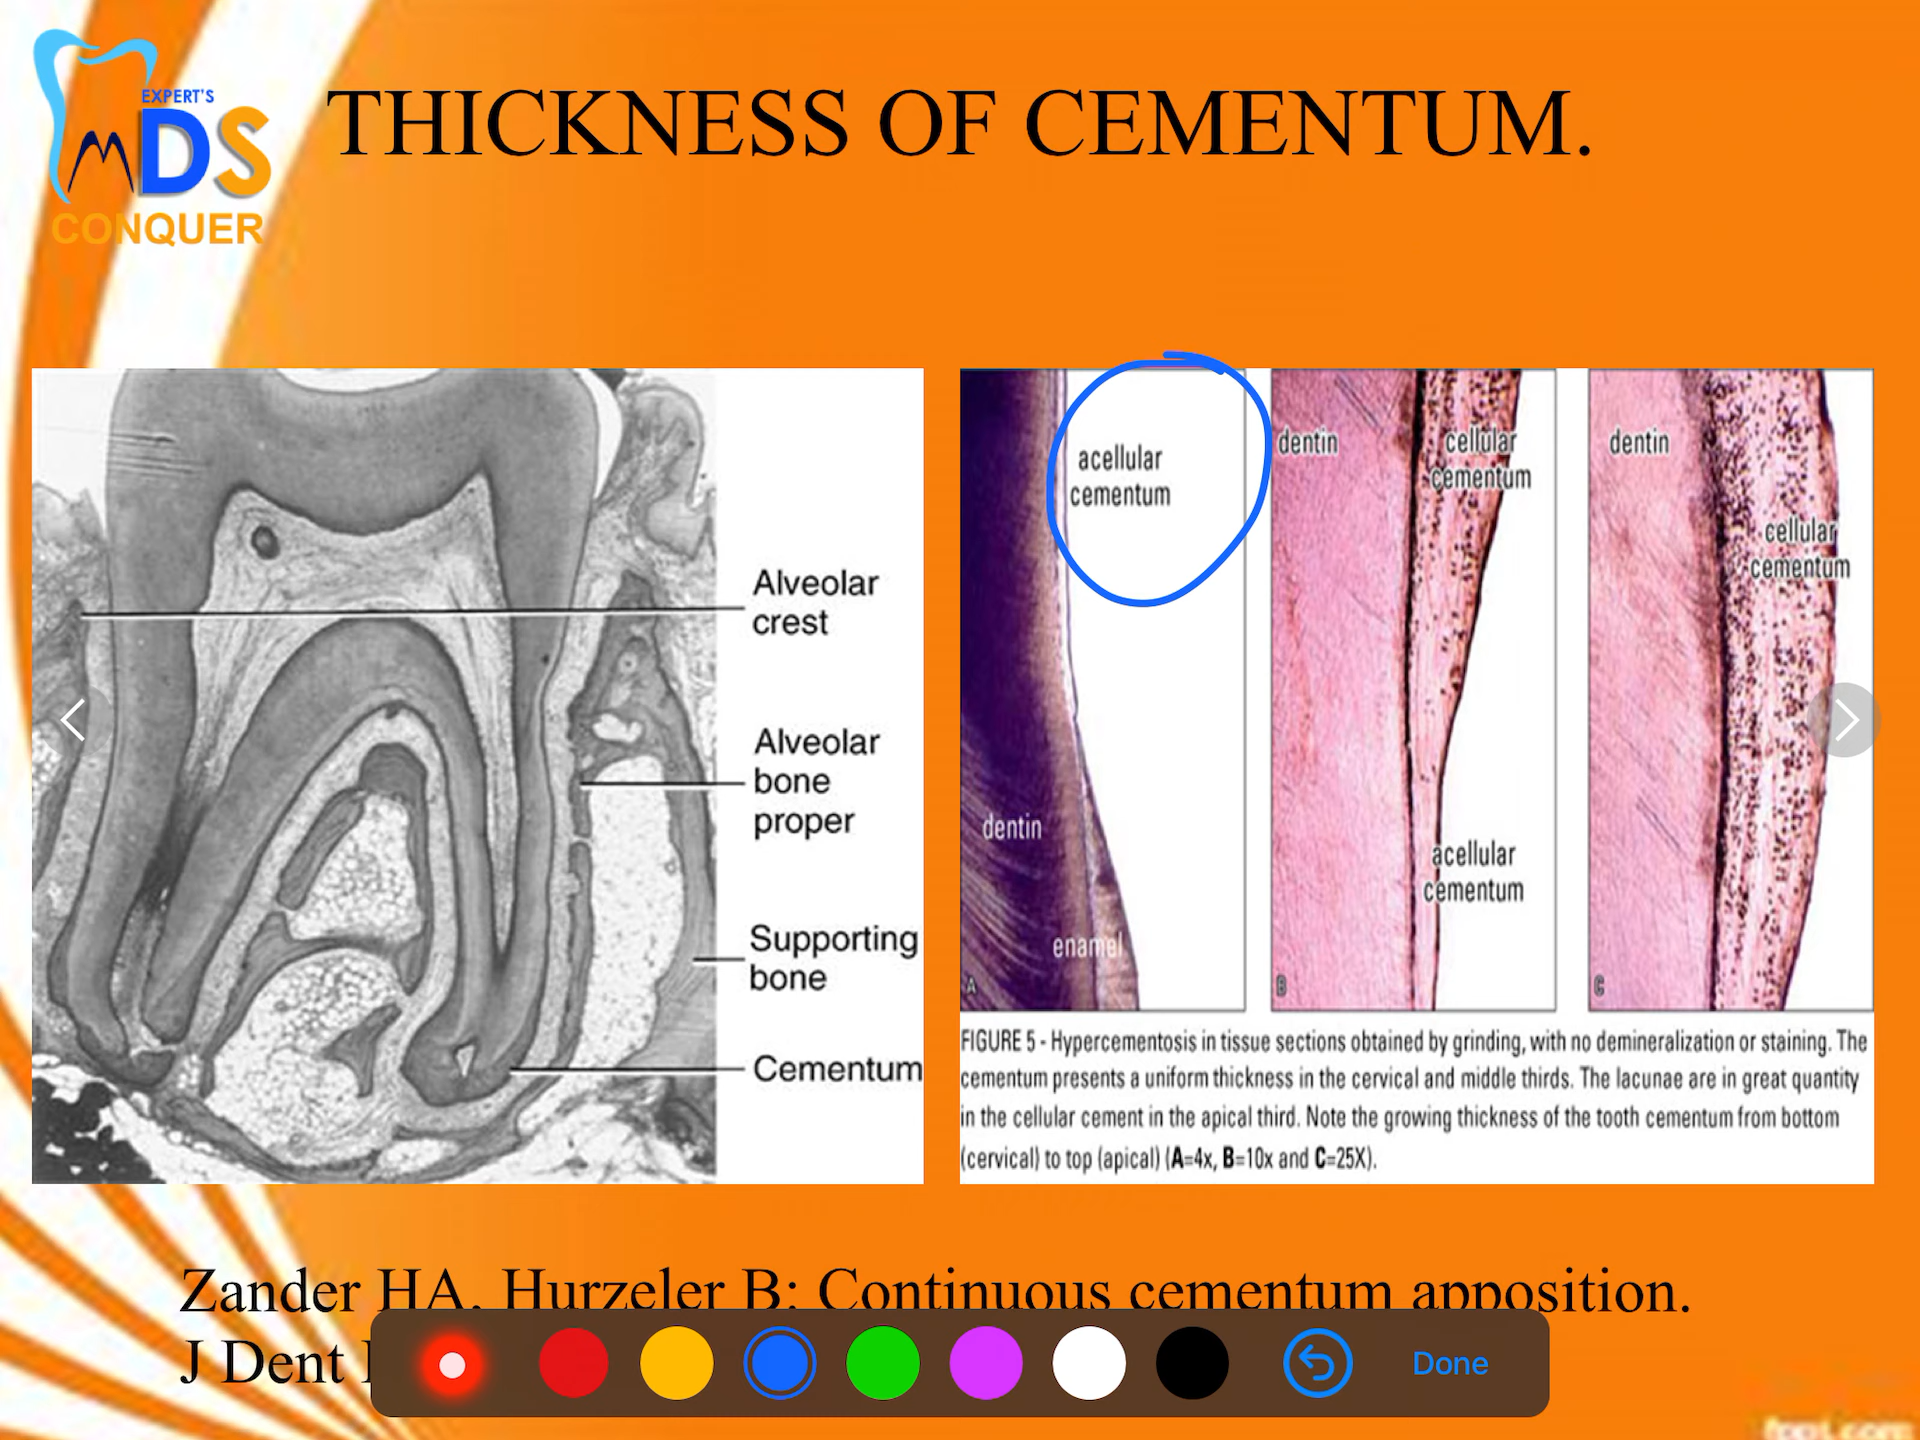 EXPERT'S
MDS
CONQUER
THICKNESS OF CEMENTUM.
Alveolar
crest
Alveolar
bone
proper
Supporting
bone
Cementum
acellular
cementum
dentin
enamel
A
dentin
cellular
cementum
acellular
cementum
B
dentin
cellular
cementum
C
FIGURE 5 - Hypercementosis in tissue sections obtained by grinding, with no demineralization or staining. The
cementum presents a uniform thickness in the cervical and middle thirds. The lacunae are in great quantity
in the cellular cement in the apical third. Note the growing thickness of the tooth cementum from bottom
(cervical) to top (apical) (A=4x, B=10x and C=25X).
Zander HA, Hurzeler B: Continuous cementum apposition.
J Dent
Done